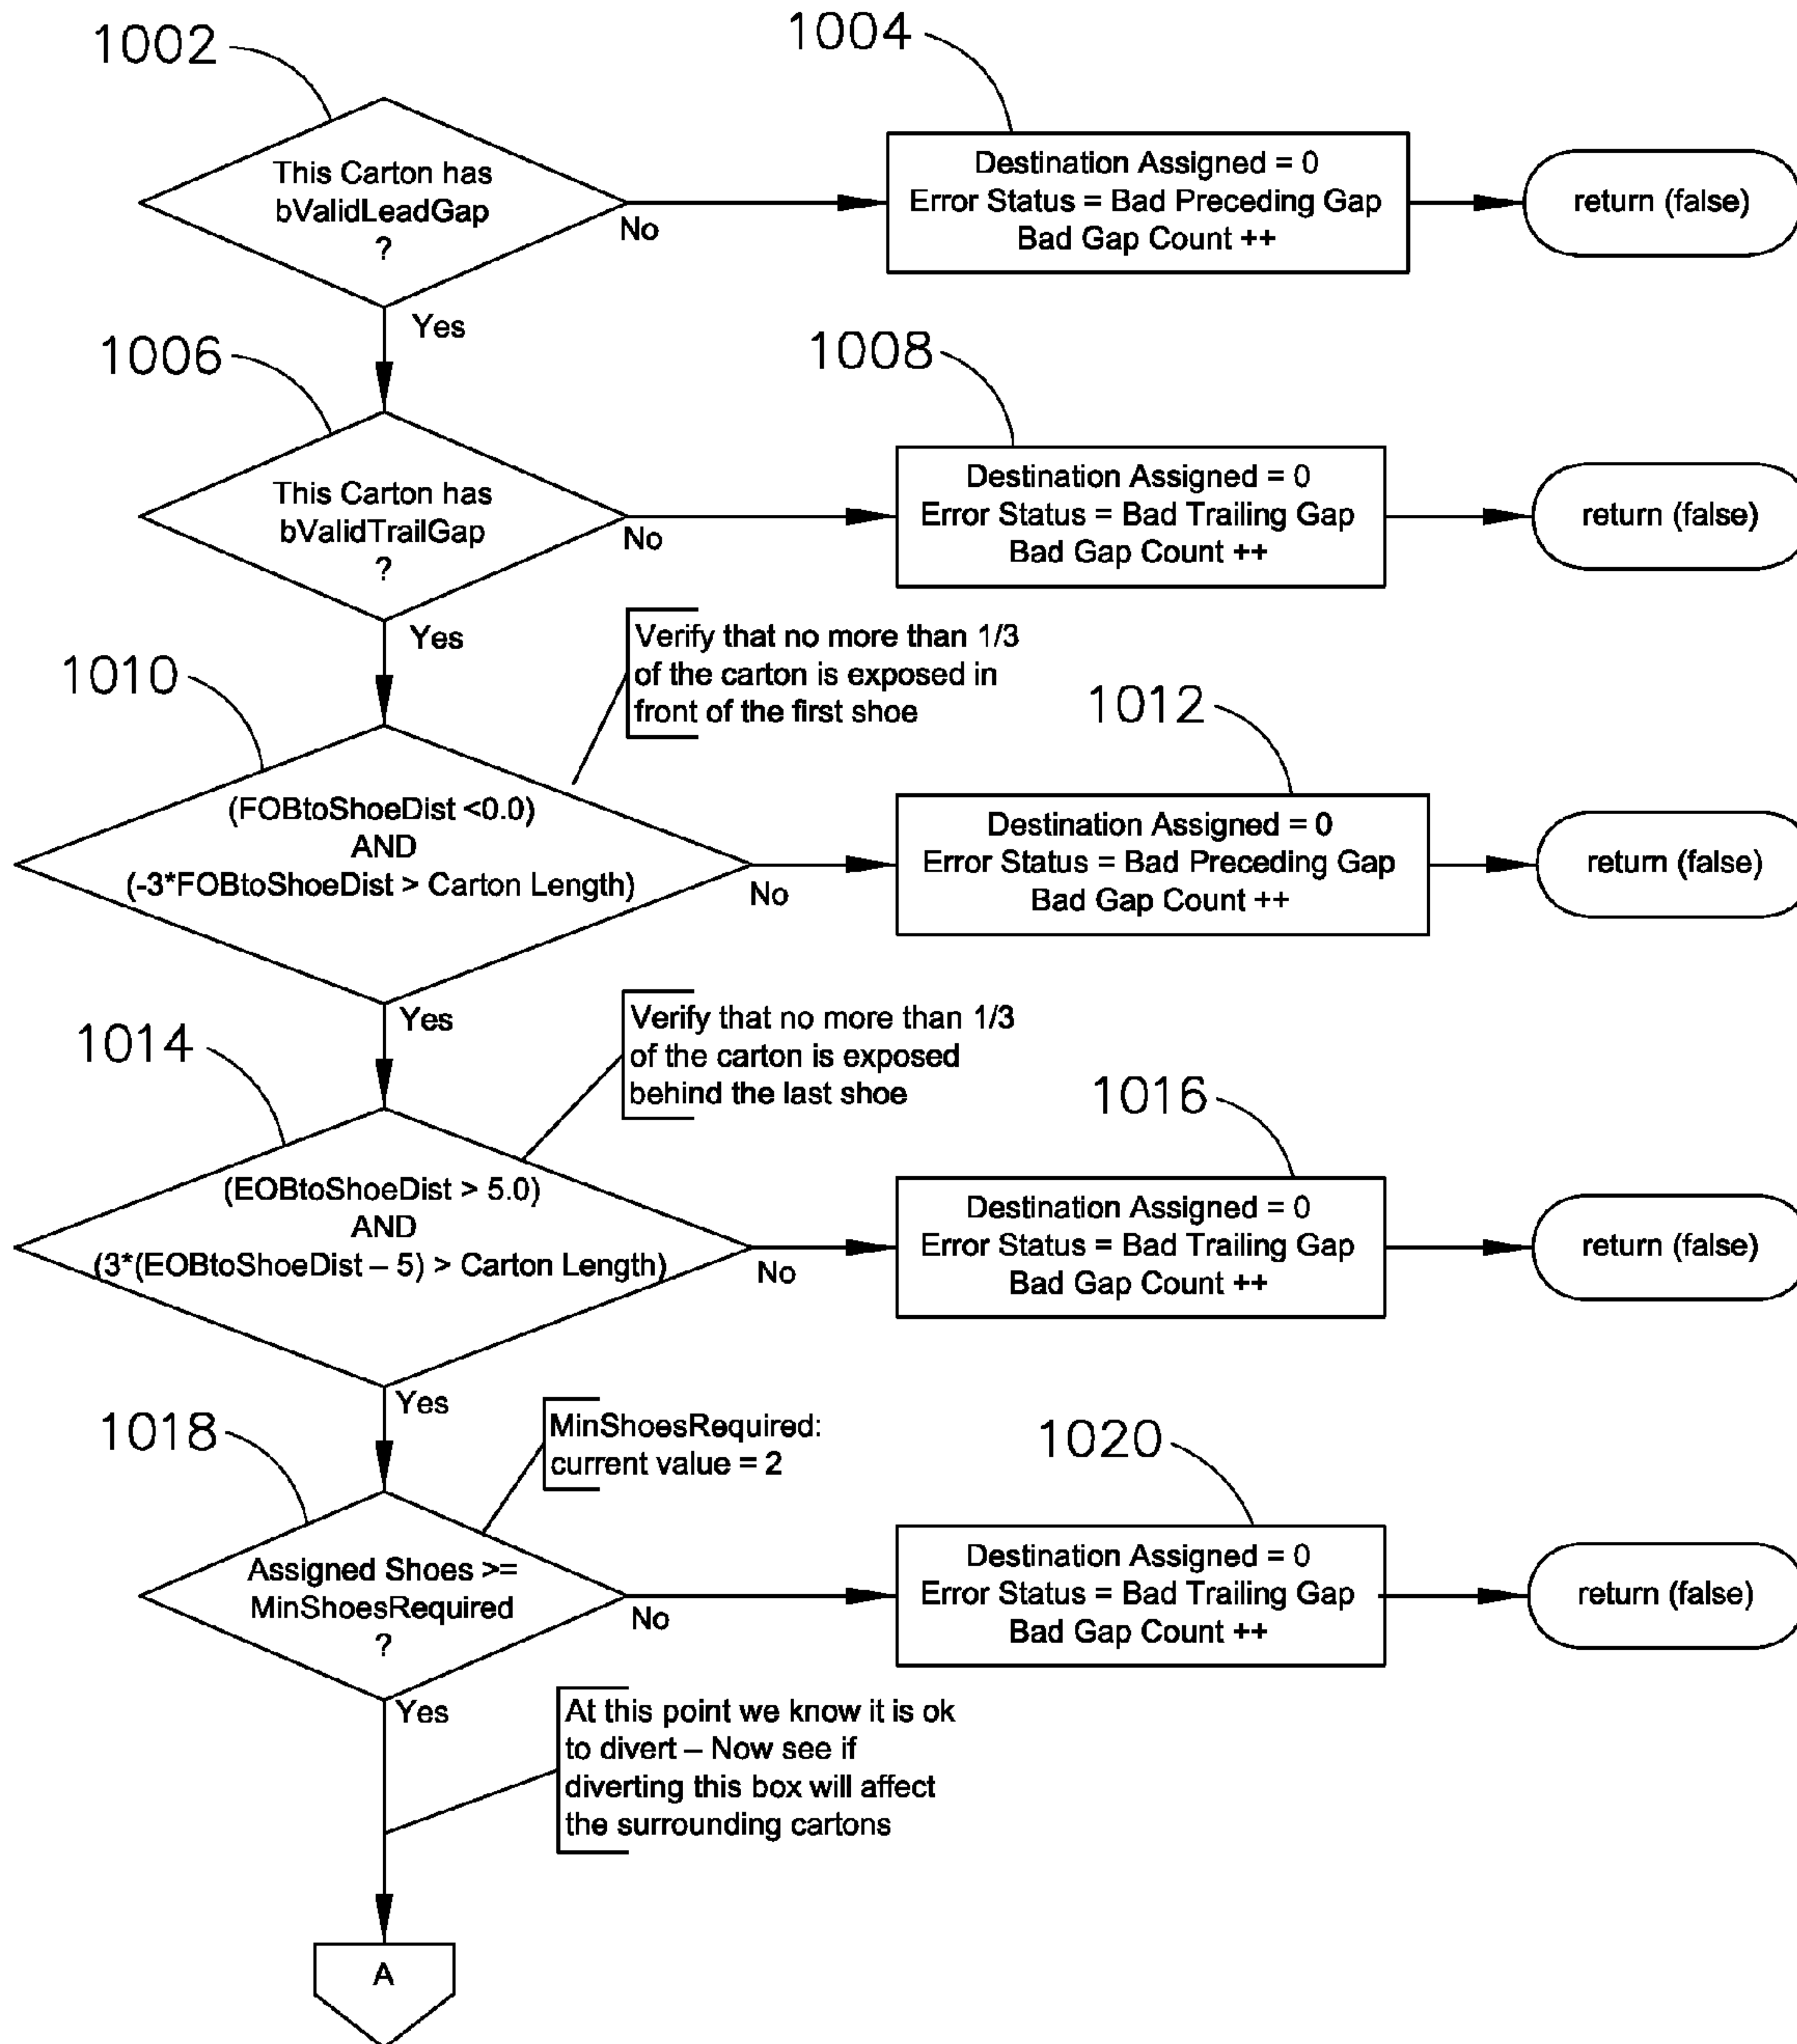 1002
1004
This Carton has
bValidLeadGap
?
No
Yes
Destination Assigned = 0
Error Status = Bad Preceding Gap
Bad Gap Count ++
return (false)
1006
1008
This Carton has
bValidTrailGap
?
No
Yes
Destination Assigned = 0
Error Status = Bad Trailing Gap
Bad Gap Count ++
return (false)
Verify that no more than 1/3
of the carton is exposed in
front of the first shoe
1010
1012
(FOBtoShoeDist <0.0)
AND
(-3*FOBtoShoeDist > Carton Length)
No
Yes
Destination Assigned = 0
Error Status = Bad Preceding Gap
Bad Gap Count ++
return (false)
Verify that no more than 1/3
of the carton is exposed
behind the last shoe
1014
1016
(EOBtoShoeDist > 5.0)
AND
(3*(EOBtoShoeDist – 5) > Carton Length)
No
Yes
Destination Assigned = 0
Error Status = Bad Trailing Gap
Bad Gap Count ++
return (false)
MinShoesRequired:
current value = 2
1018
1020
Assigned Shoes >=
MinShoesRequired
?
No
Yes
Destination Assigned = 0
Error Status = Bad Trailing Gap
Bad Gap Count ++
return (false)
At this point we know it is ok
to divert – Now see if
diverting this box will affect
the surrounding cartons
A